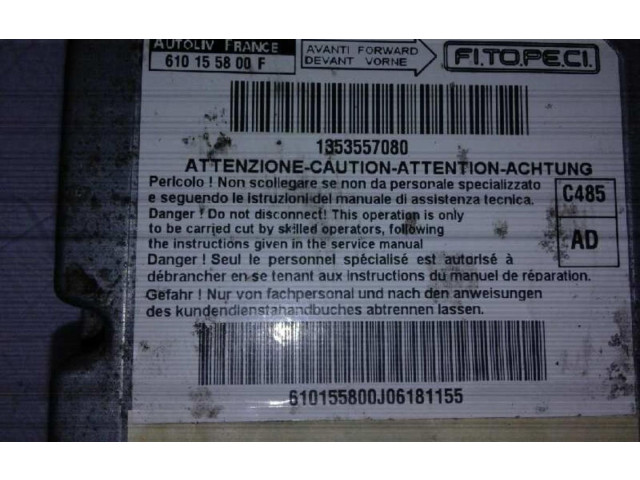 AUTOLIV FRANCE
610 15 58 00 F
AVANTI FORWARD
DEVANT VORNE
FI.TO.PE.CI.
1353557080
ATTENZIONE-CAUTION-ATTENTION-ACHTUNG
Pericolo ! Non scollegare se non da personale specializzato
e seguendo le istruzioni del manuale di assistenza tecnica.
C485
AD
Danger ! Do not disconnect! This operation is only
to be carried cut by skilled operators, following
the instructions given in the service manual
Danger ! Seul le personnel spécialisé est autorisé à
débrancher en-se tenant aux instructions du manuel de réparation.
Gefahr ! Nur von fachpersonal und nach den anweisungen
des kundendienstahandbuches abtrennen lassen.
610155800J06181155